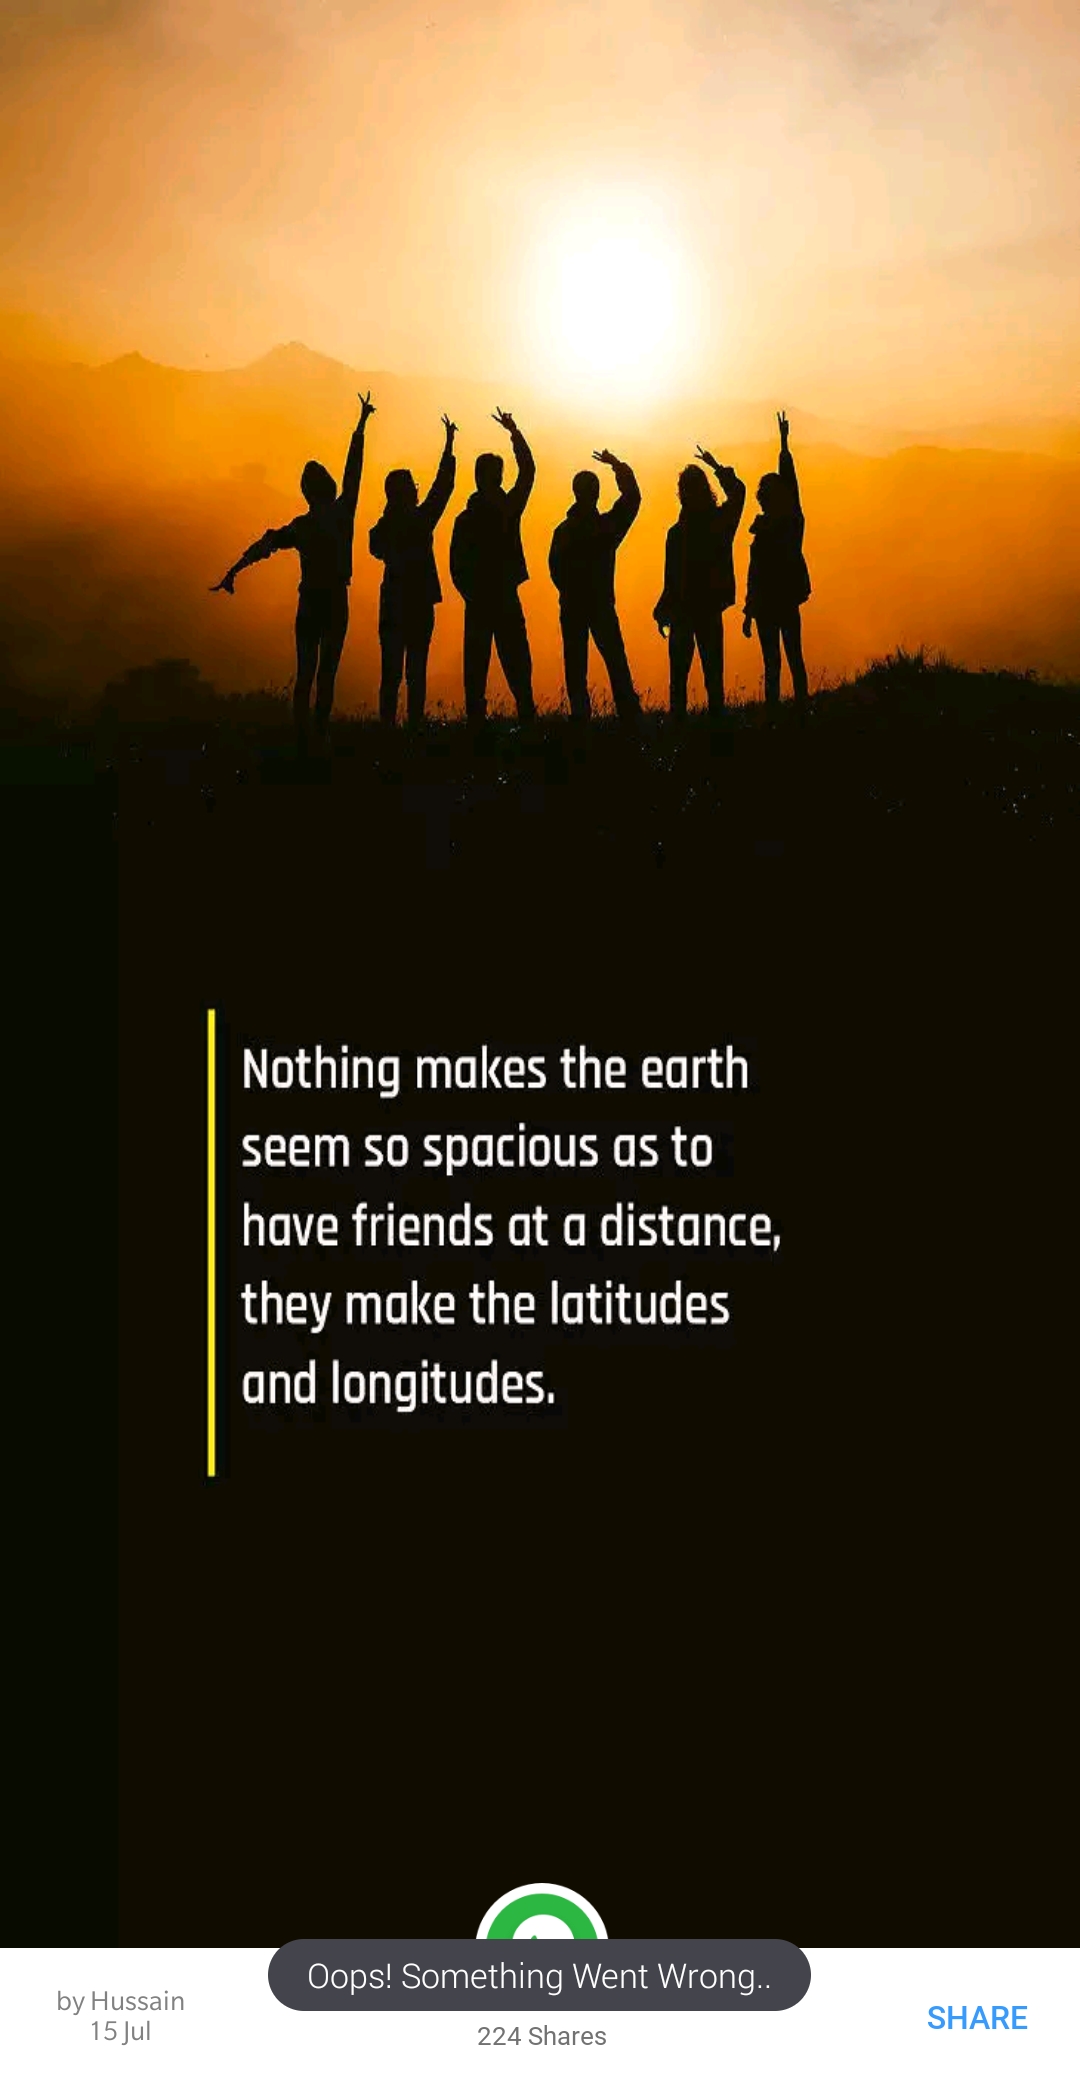 Nothing makes the earth
seem so spacious as to
have friends at a distance,
they make the latitudes
and longitudes.
Oops! Something Went Wrong..
by Hussain
15 Jul
224 Shares
SHARE